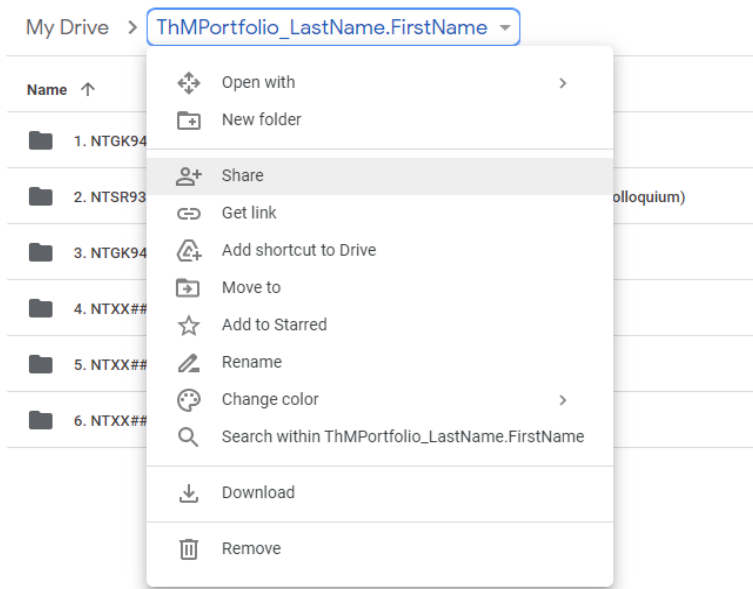 My Drive > ThMPortfolio_LastName.FirstName
Name
Open with
New folder
1. NTGK94
Share
2. NTSR93 olloquium)
Get link
3. NTGK94
Add shortcut to Drive
Move to
4. NTXX##
Add to Starred
5. NTXX##
Rename
Change color
6. NTXX##
Search within ThMPortfolio_LastName.FirstName
Download
Remove